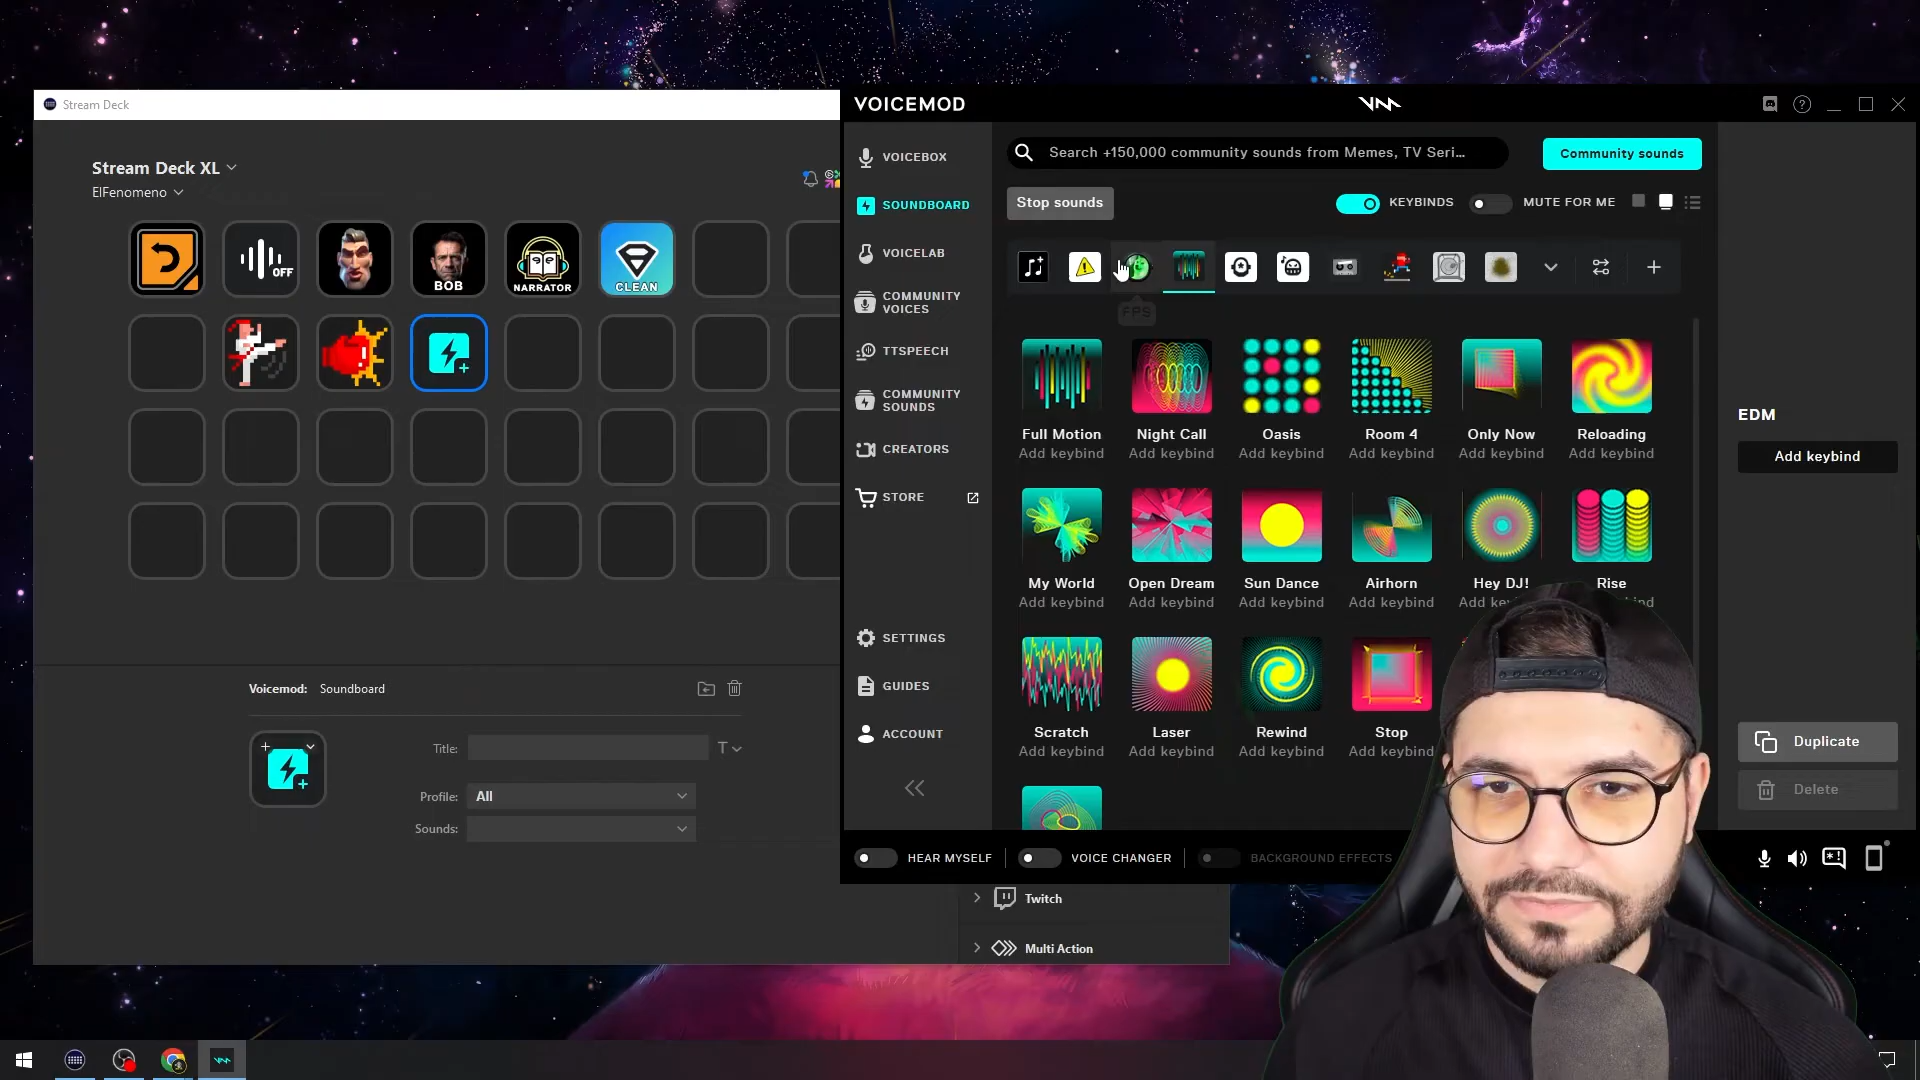 Stream Deck
Stream Deck XL
ElFenomeno
OFF
BOB
NARRATOR
CLEAN
Voicemod: Soundboard
Title:
T
Profile: All
Sounds:
Twitch
Multi Action
VOICEMOD
VOICEBOX
SOUNDBOARD
VOICELAB
COMMUNITY
VOICES
TTSPEECH
COMMUNITY
SOUNDS
CREATORS
STORE
SETTINGS
GUIDES
ACCOUNT
Search +150,000 community sounds from Memes, TV Seri...
Community sounds
Stop sounds
KEYBINDS
MUTE FOR ME
FPS
Full Motion Night Call Oasis Room 4 Only Now Reloading
Add keybind Add keybind Add keybind Add keybind Add keybind Add keybind
My World Open Dream Sun Dance Airhorn Hey DJ! Rise
Add keybind Add keybind Add keybind Add keybind
Scratch Laser Rewind Stop
Add keybind Add keybind Add keybind Add keybind
EDM
Add keybind
Duplicate
Delete
HEAR MYSELF
VOICE CHANGER
BACKGROUND EFFECTS